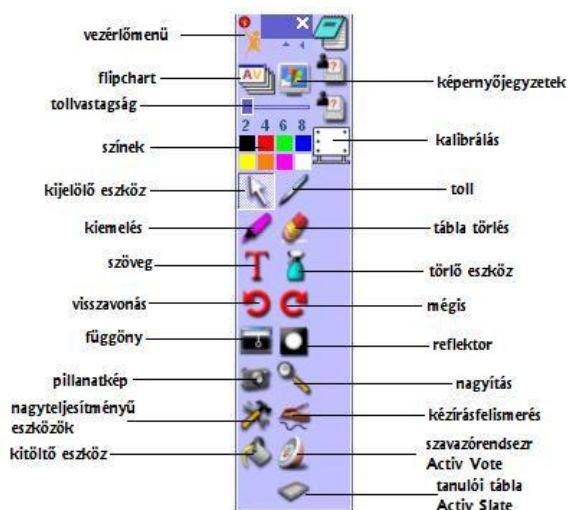 vezérlőmenü
flipchart
AV
képernyőjegyzetek
tollvastagság
2 4 6 8
színek
kalibrálás
kijelölő eszköz
toll
kiemelés
tábla törlés
szöveg
T
törlő eszköz
visszavonás
mégis
függöny
reflektor
pillanatkép
nagyítás
nagyteljesítményű
eszközök
kézírásfelismerés
kitöltő eszköz
szavazórendsezr
Activ Vote
tanulói tábla
Activ Slate